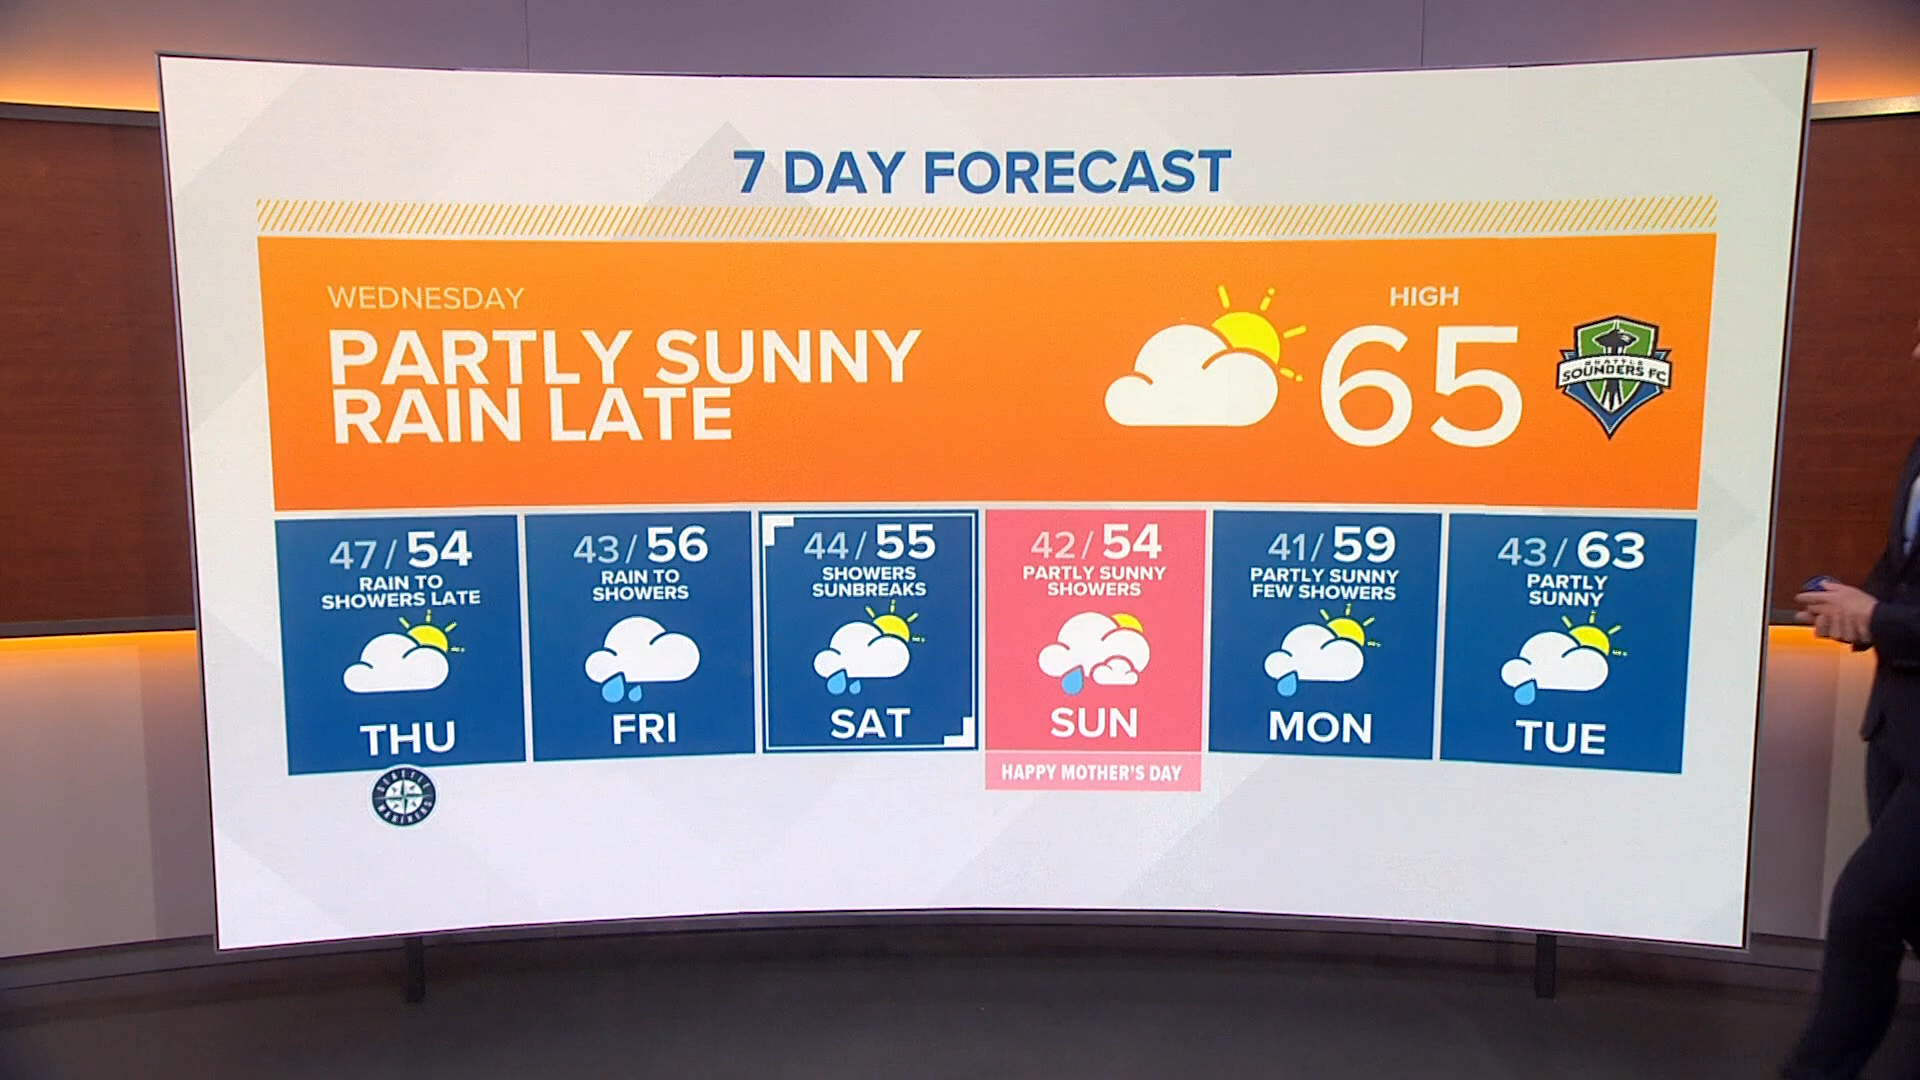 7 DAY FORECAST
WEDNESDAY
PARTLY SUNNY
RAIN LATE
HIGH
65
SEATTLE
SOUNDERS FC
47/54
RAIN TO
SHOWERS LATE
THU
SEATTLE
MARINERS
43/56
RAIN TO
SHOWERS
FRI
44/55
SHOWERS
SUNBREAKS
SAT
42/54
PARTLY SUNNY
SHOWERS
SUN
HAPPY MOTHER'S DAY
41/59
PARTLY SUNNY
FEW SHOWERS
MON
43/63
PARTLY
SUNNY
TUE